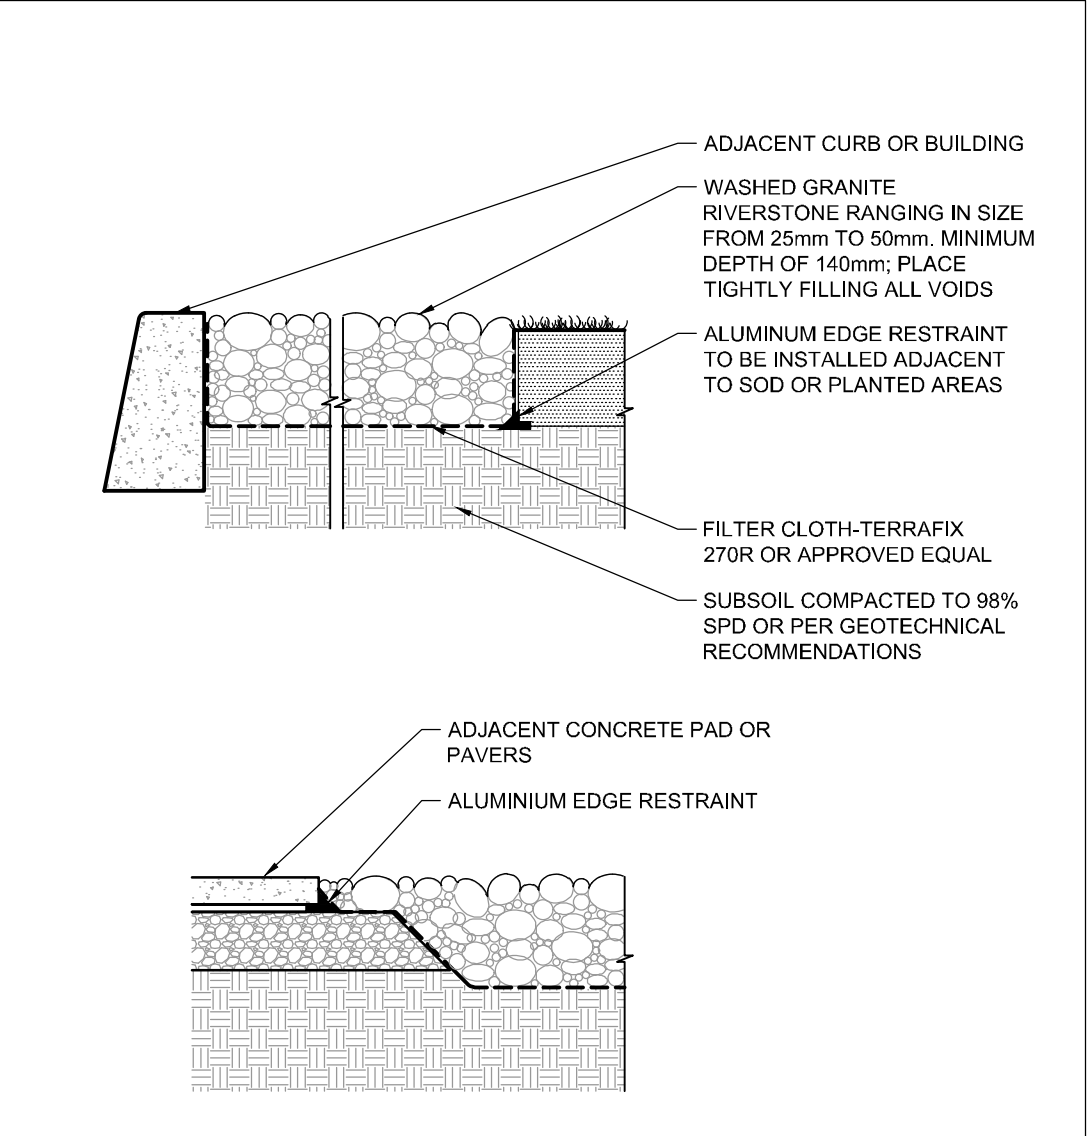 ADJACENT CURB OR BUILDING
WASHED GRANITE
RIVERSTONE RANGING IN SIZE
FROM 25mm TO 50mm. MINIMUM
DEPTH OF 140mm; PLACE
TIGHTLY FILLING ALL VOIDS
ALUMINUM EDGE RESTRAINT
TO BE INSTALLED ADJACENT
TO SOD OR PLANTED AREAS
FILTER CLOTH-TERRAFIX
270R OR APPROVED EQUAL
SUBSOIL COMPACTED TO 98%
SPD OR PER GEOTECHNICAL
RECOMMENDATIONS
ADJACENT CONCRETE PAD OR
PAVERS
ALUMINIUM EDGE RESTRAINT